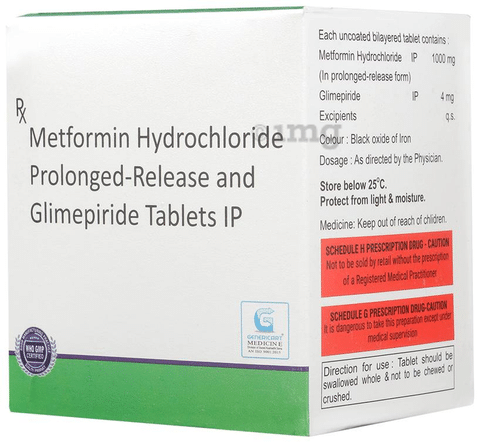 Rx
Metformin Hydrochloride
Prolonged-Release and
Glimepiride Tablets IP
WHO GMP
CERTIFIED
G
GENERICART
MEDICINE
Each uncoated bilayered tablet contains :
Metformin Hydrochloride IP 1000 mg
(In prolonged-release form)
Glimepiride IP 4 mg
Excipients q.s.
Colour : Black oxide of Iron
Dosage : As directed by the Physician.
Store below 25°C.
Protect from light & moisture.
Medicine: Keep out of reach of children.
SCHEDULE H PRESCRIPTION DRUG - CAUTION
Not to be sold by retail without the prescription
of a Registered Medical Practitioner
SCHEDULE G PRESCRIPTION DRUG-CAUTION
It is dangerous to take this preparation except under
medical supervision
Direction for use : Tablet should be
swallowed whole & not to be chewed or
crushed.
1mg